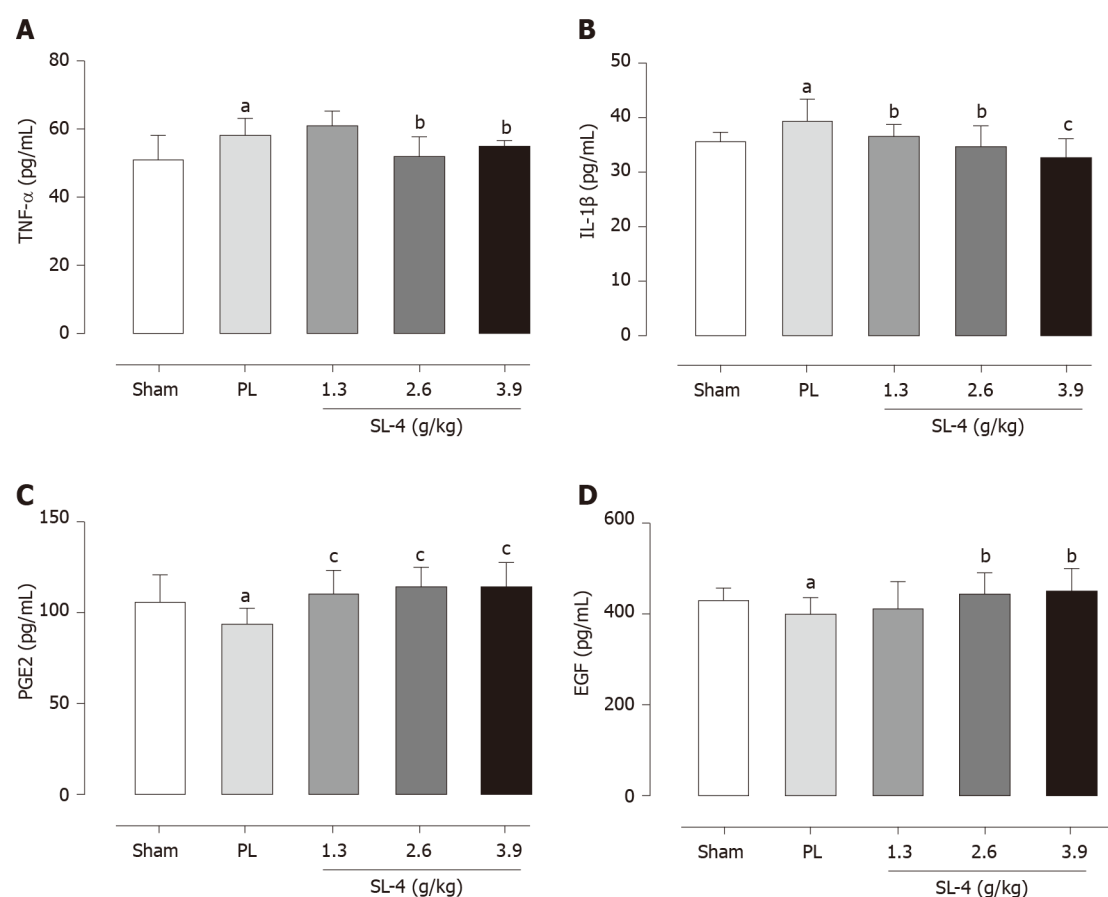 A
TNF-α (pg/mL)
80
60
40
20
0
a
b
b
Sham PL 1.3 2.6 3.9
SL-4 (g/kg)
B
IL-1β (pg/mL)
50
40
30
20
10
0
a
b
b
c
Sham PL 1.3 2.6 3.9
SL-4 (g/kg)
C
PGE2 (pg/mL)
150
100
50
0
a
c
c
c
Sham PL 1.3 2.6 3.9
SL-4 (g/kg)
D
EGF (pg/mL)
600
400
200
0
a
b
b
Sham PL 1.3 2.6 3.9
SL-4 (g/kg)